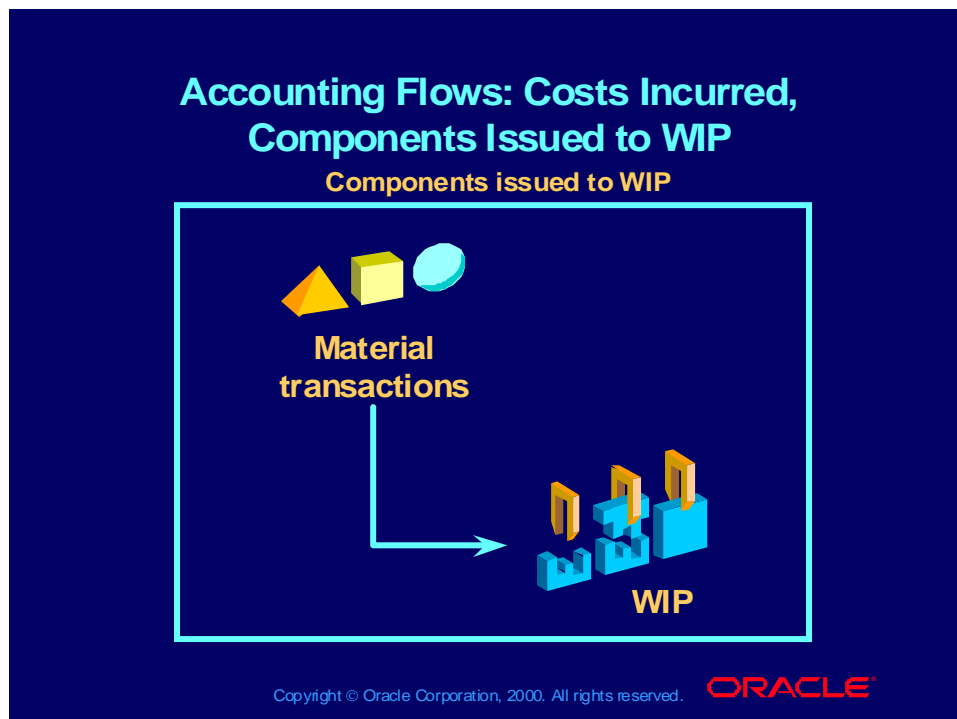 Accounting Flows: Costs Incurred,
Components Issued to WIP
Components issued to WIP
Material
transactions
WIP
Copyright © Oracle Corporation, 2000. All rights reserved.
ORACLE®